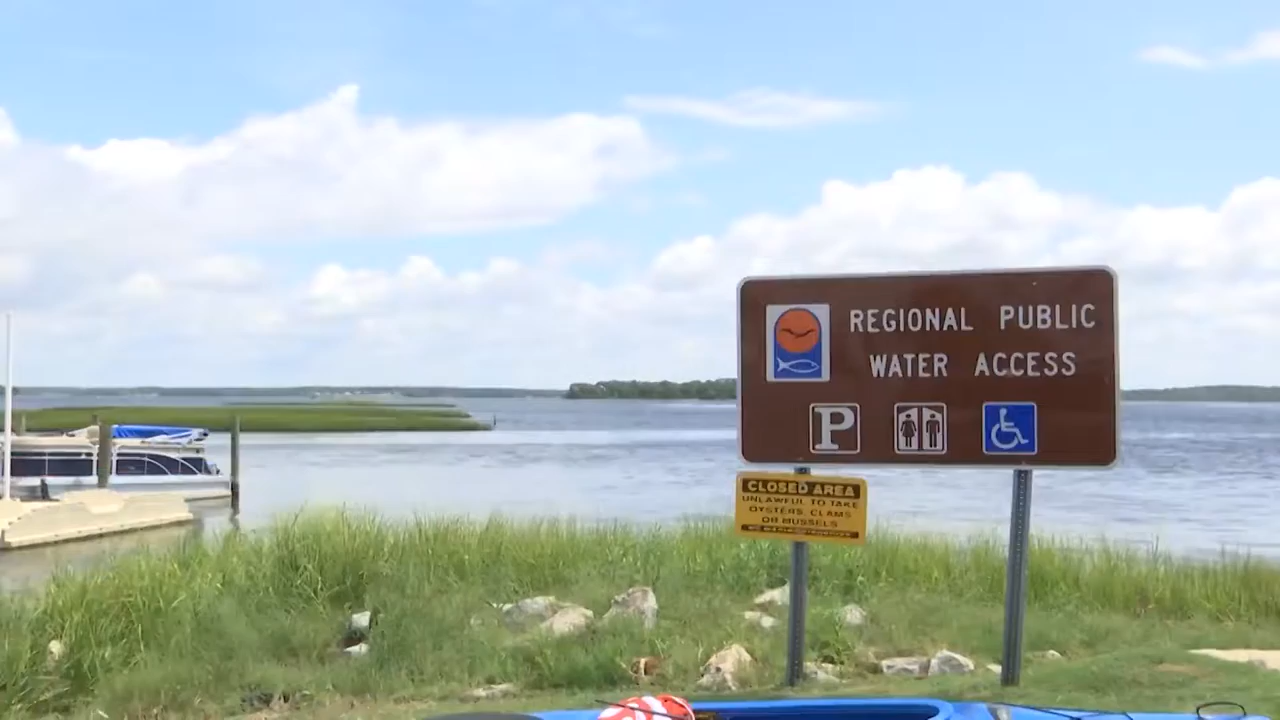 REGIONAL PUBLIC
WATER ACCESS
P
CLOSED AREA
UNLAWFUL TO TAKE
OYSTERS, CLAMS
OR MUSSELS